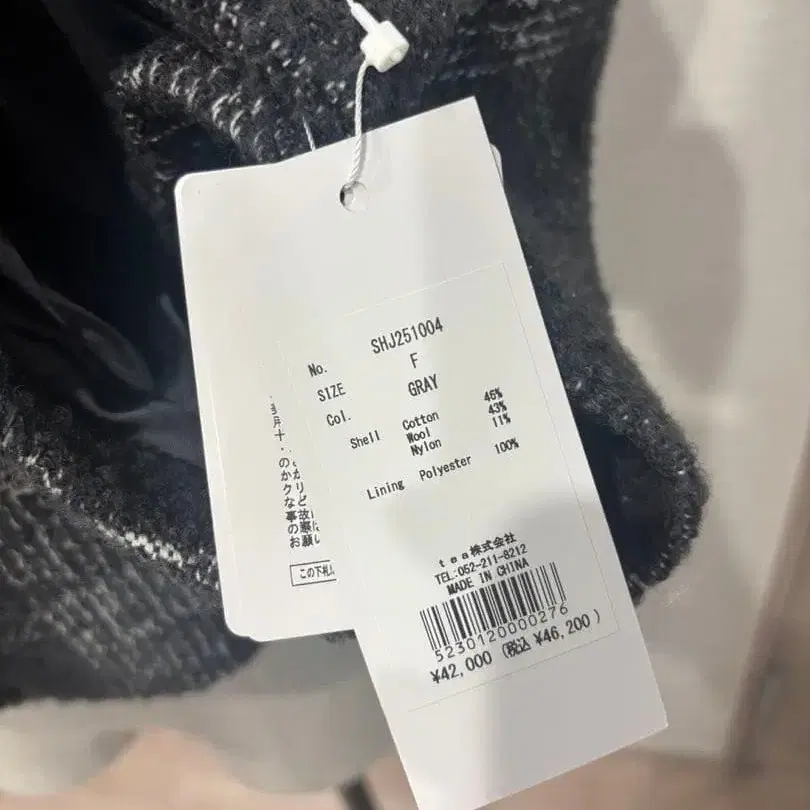 No. SHJ251004
SIZE F
Col. GRAY
Shell Cotton 46%
Wool 43%
Nylon 11%
Lining Polyester 100%
tea株式会社
TEL:052-211-8212
MADE IN CHINA
5230120000276
¥42,000 (税込 ¥46,200)
この下札